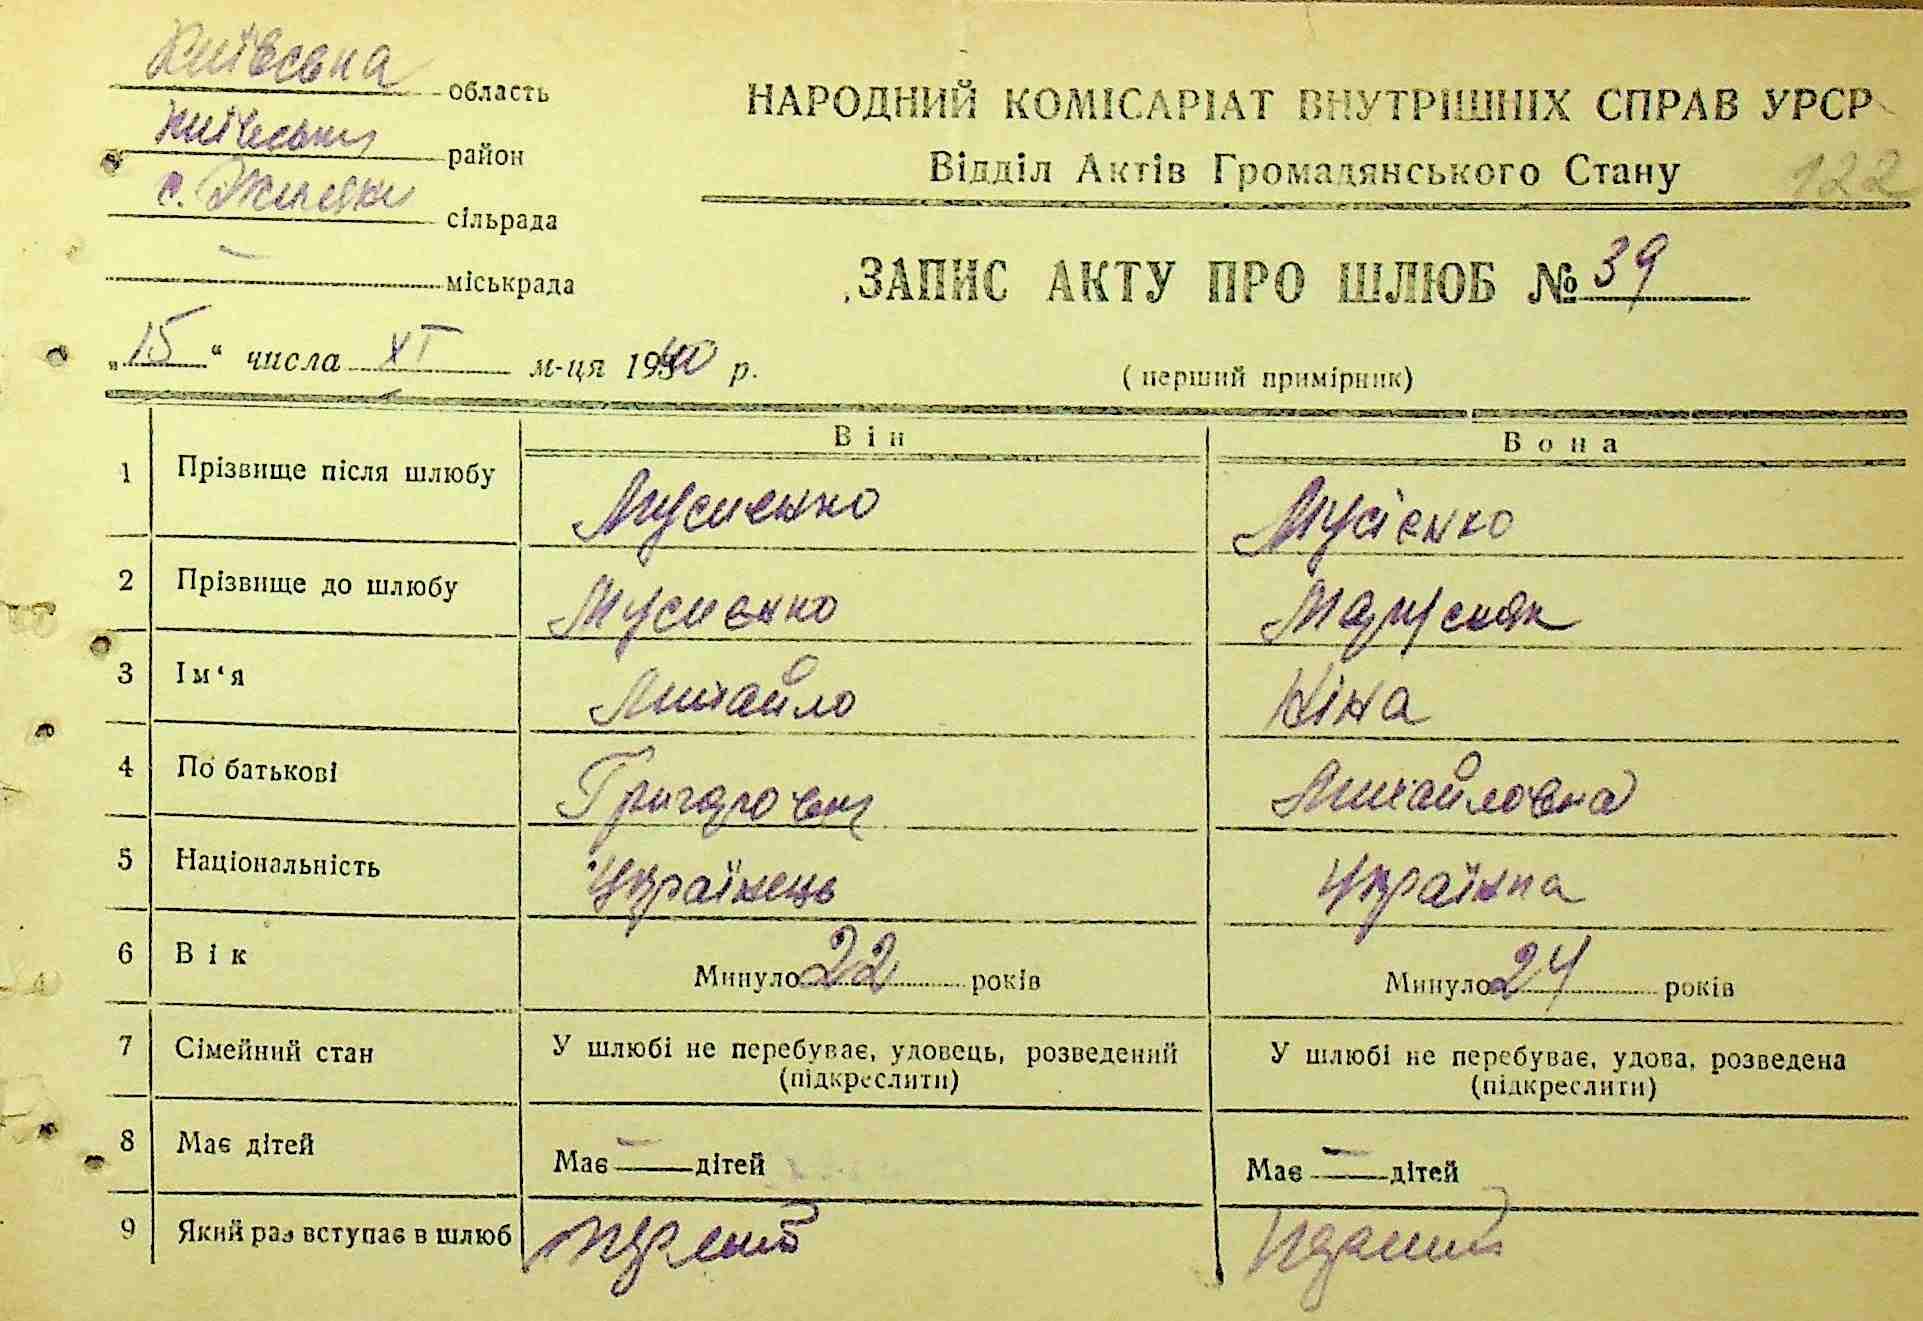 Київська область
Київський район
с. Жиляни сільрада
— міськрада
НАРОДНИЙ КОМІСАРІАТ ВНУТРІШНІХ СПРАВ УРСР
Відділ Актів Громадянського Стану 122
ЗАПИС АКТУ ПРО ШЛЮБ № 39
„15“ числа XI м-ця 1940 р.
(перший примірник)
Він Вона
1 Прізвище після шлюбу Мусиенко Мусієнко
2 Прізвище до шлюбу Мусиенко
3 Ім‘я Михайло Ніна
4 По батькові Григорович Михайловна
5 Національність Українець Українка
6 Вік Минуло 22 років Минуло 24 років
7 Сімейний стан У шлюбі не перебуває, удовець, розведений (підкреслити) У шлюбі не перебуває, удова, розведена (підкреслити)
8 Має дітей Має — дітей Має — дітей
9 Який раз вступає в шлюб перший перший